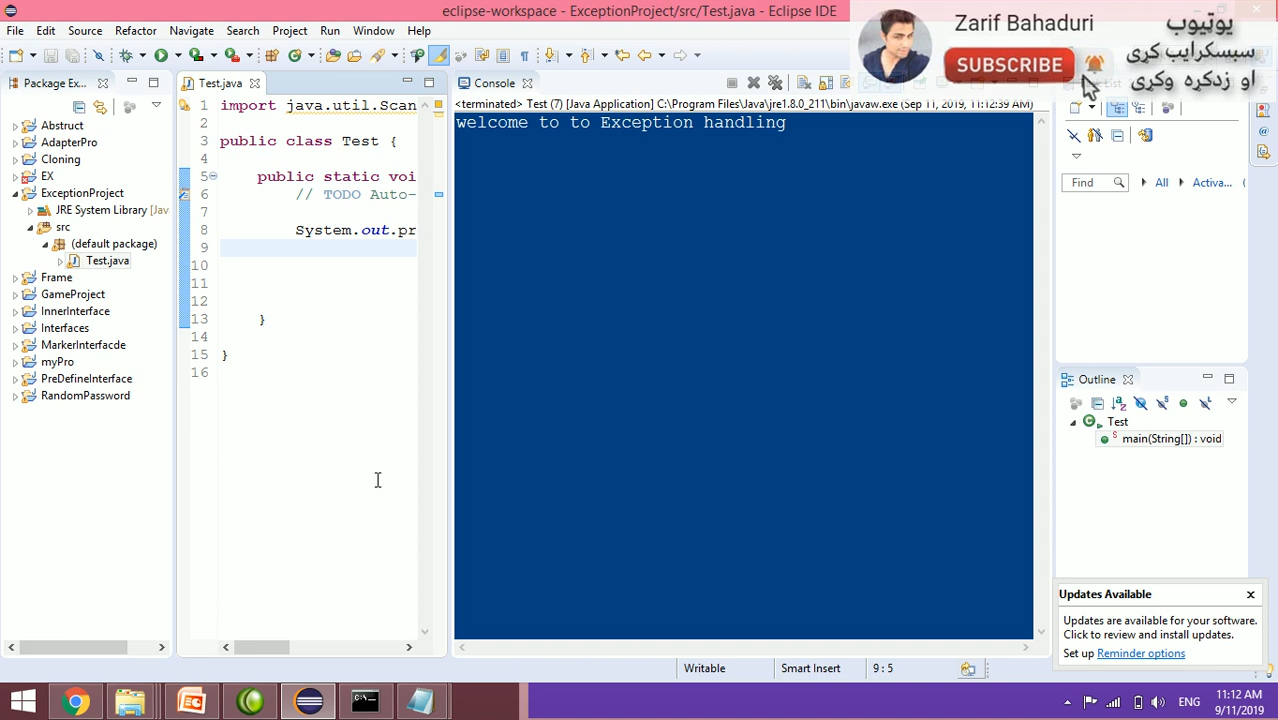 eclipse-workspace - ExceptionProject/src/Test.java - Eclipse IDE
File Edit Source Refactor Navigate Search Project Run Window Help
Zarif Bahaduri
SUBSCRIBE
یوتیوب
سبسکرایب کړی
او زدکړه وکړی
Package Ex...
Abstract
AdapterPro
Cloning
EX
ExceptionProject
JRE System Library [Jav
src
(default package)
Test.java
Frame
GameProject
InnerInterface
Interfaces
MarkerInterfacde
myPro
PreDefineInterface
RandomPassword
Test.java
1 import java.util.Scan
2
3 public class Test {
4
5 public static voi
6 // TODO Auto-
7
8 System.out.pr
9
10
11
12
13 }
14
15 }
16
Console
<terminated> Test (7) [Java Application] C:\Program Files\Java\jre1.8.0_211\bin\javaw.exe (Sep 11, 2019, 11:12:39 AM)
welcome to to Exception handling
Find All Activa...
Outline
Test
main(String[]) : void
Updates Available
Updates are available for your software.
Click to review and install updates.
Set up Reminder options
Writable Smart Insert 9 : 5
ENG
11:12 AM
9/11/2019